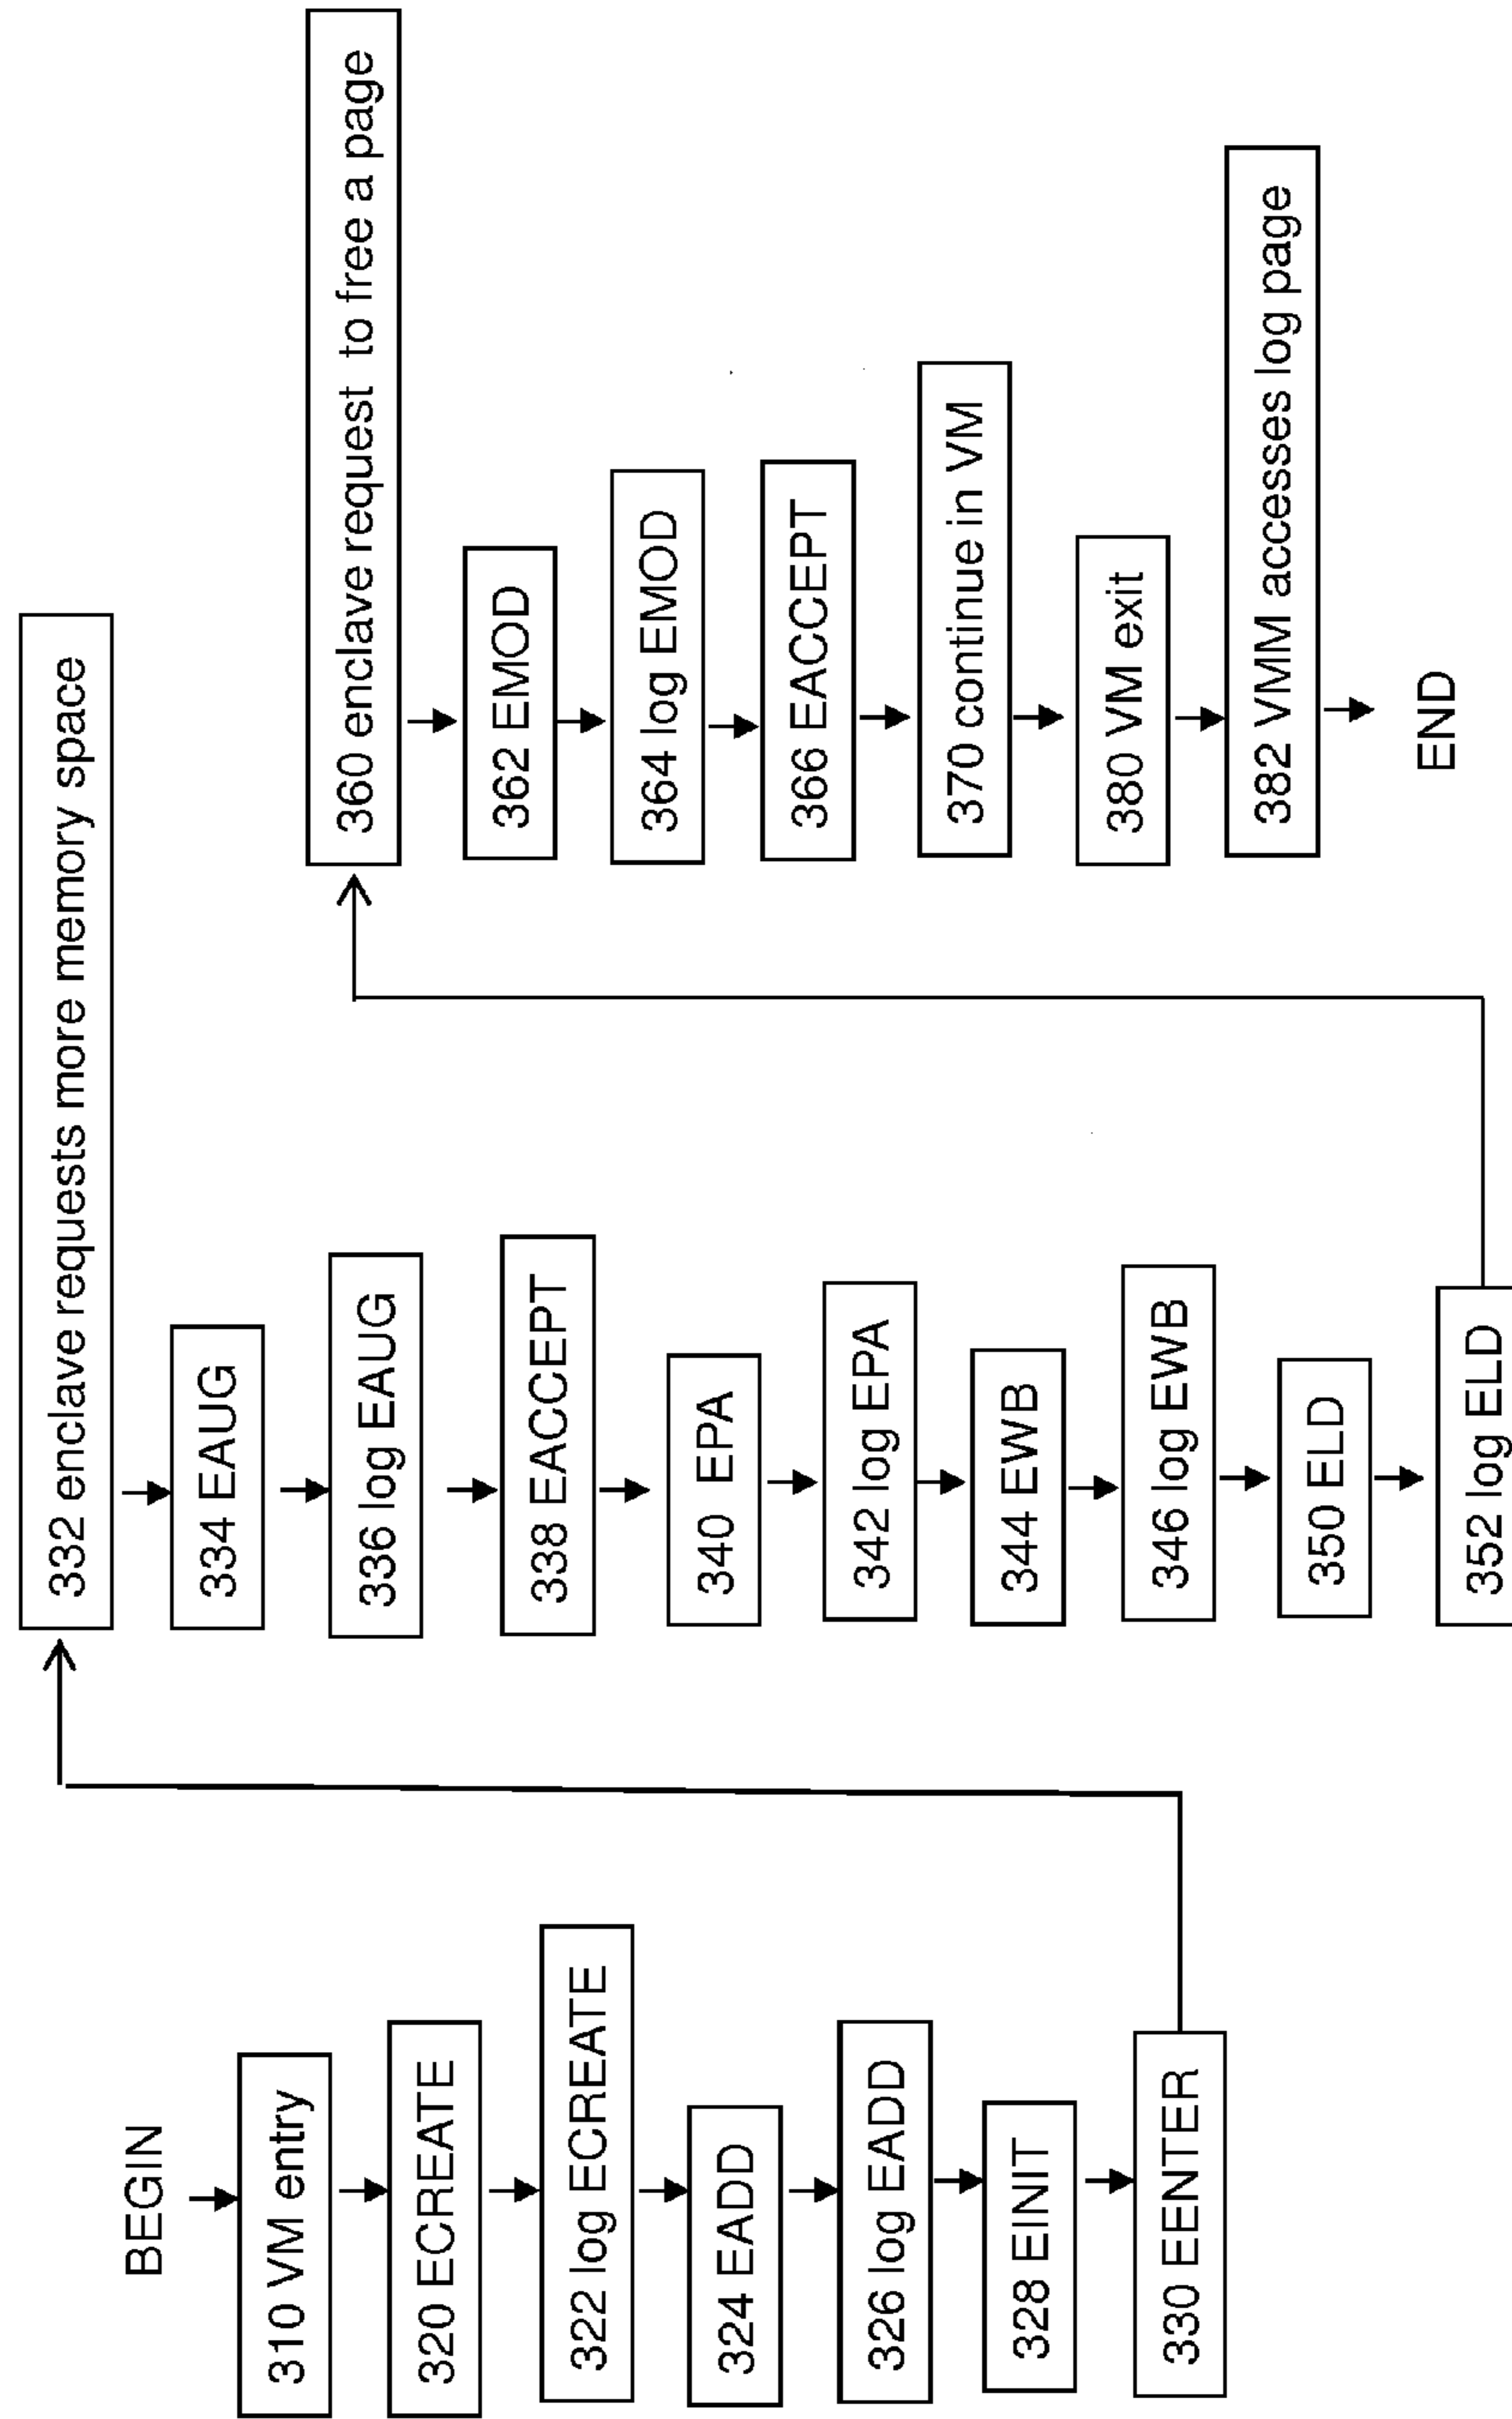 BEGIN
310 VM entry
320 ECREATE
322 log ECREATE
324 EADD
326 log EADD
328 EINIT
330 EENTER
332 enclave requests more memory space
334 EAUG
336 log EAUG
338 EACCEPT
340 EPA
342 log EPA
344 EWB
346 log EWB
350 ELD
352 log ELD
360 enclave request to free a page
362 EMOD
364 log EMOD
366 EACCEPT
370 continue in VM
380 VM exit
382 VMM accesses log page
END